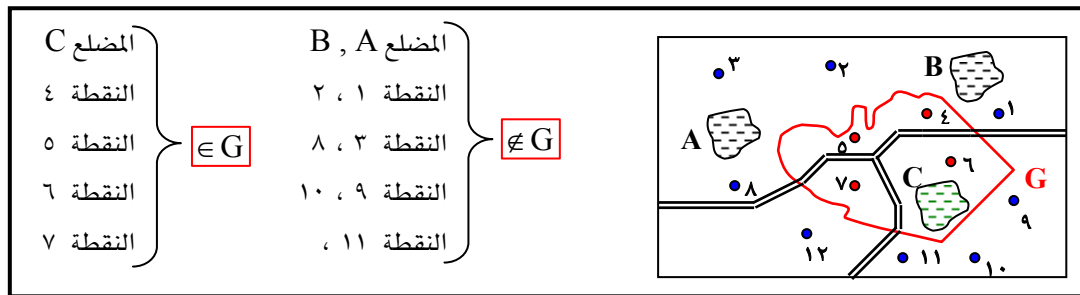 المضلع B , A
النقطة ١ ، ٢
النقطة ٣ ، ٨
النقطة ٩ ، ١٠
النقطة ١١ ،
∉ G
المضلع C
النقطة ٤
النقطة ٥
النقطة ٦
النقطة ٧
∈ G
٣
٢
B
١
٤
A
٥
٦
٧
C
G
٨
٩
١٢
١١
١٠